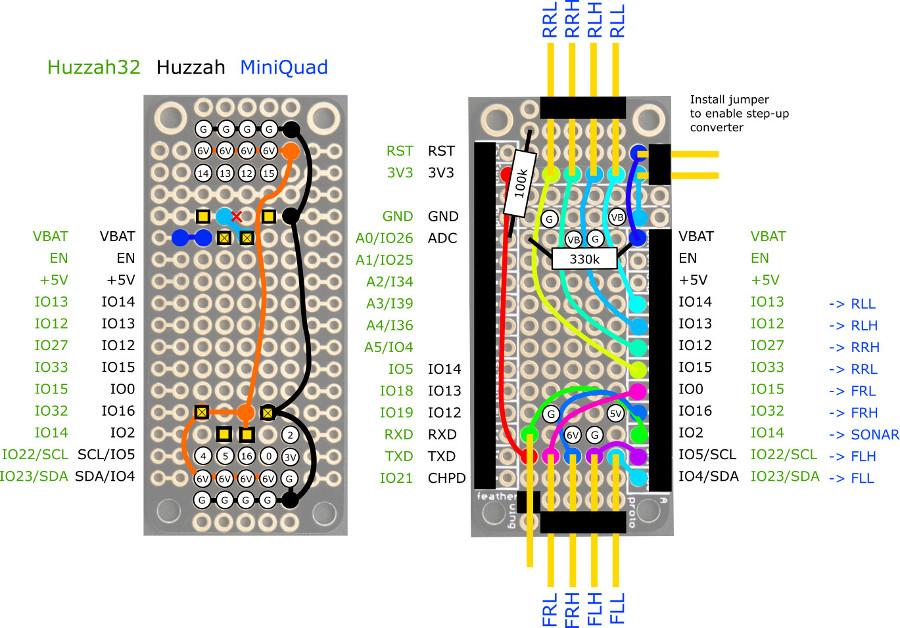 RRL
RRH
RLH
RLL
Huzzah32 Huzzah MiniQuad
Install jumper
to enable step-up
converter
G G G G
6V 6V 6V 6V
14 13 12 15
RST RST
3V3 3V3
100k
GND GND
G VB
VBAT VBAT
A0/IO26 ADC
VB G
VBAT VBAT
EN EN
A1/IO25
330k
EN EN
+5V +5V
A2/I34
+5V +5V
IO13 IO14
A3/I39
IO14 IO13 -> RLL
IO12 IO13
A4/I36
IO13 IO12 -> RLH
IO27 IO12
A5/IO4
IO12 IO27 -> RRH
IO33 IO15
IO5 IO14
IO15 IO33 -> RRL
IO15 IO0
IO18 IO13
IO0 IO15 -> FRL
IO32 IO16
IO19 IO12
G 5V
IO16 IO32 -> FRH
IO14 IO2
2
RXD RXD
6V G
IO2 IO14 -> SONAR
IO22/SCL SCL/IO5
4 5 16 0 3V
TXD TXD
IO5/SCL IO22/SCL -> FLH
IO23/SDA SDA/IO4
6V 6V 6V 6V G
IO21 CHPD
IO4/SDA IO23/SDA -> FLL
G G G G
feather
wing
proto
A
FRL
FRH
FLH
FLL